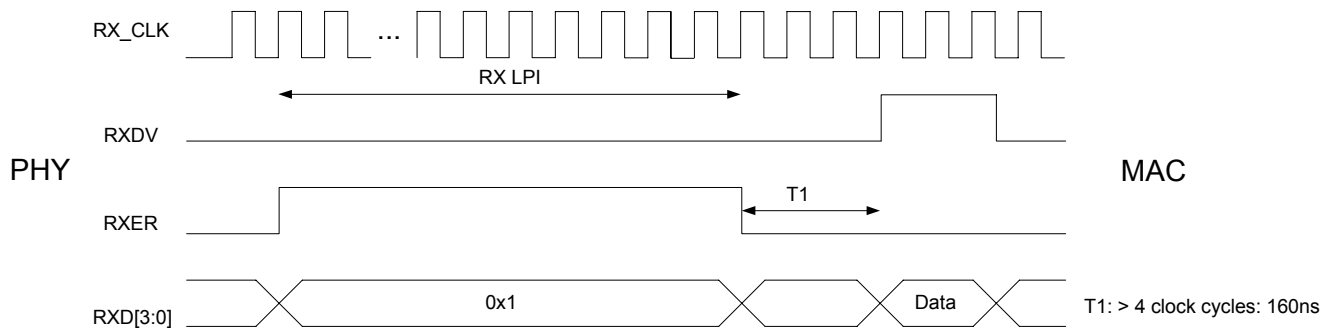 RX_CLK
...
RX LPI
RXDV
PHY
MAC
T1
RXER
0x1
Data
RXD[3:0]
T1: > 4 clock cycles: 160ns